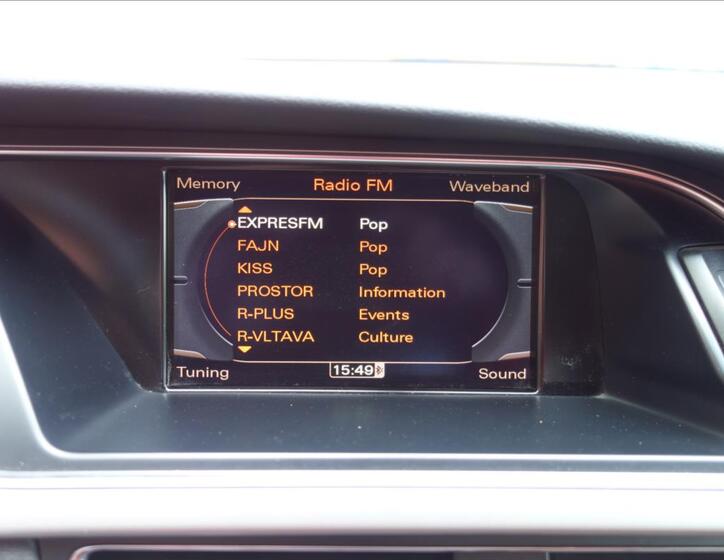 Memory Radio FM Waveband
EXPRESFM Pop
FAJN Pop
KISS Pop
PROSTOR Information
R-PLUS Events
R-VLTAVA Culture
Tuning 15:49 Sound